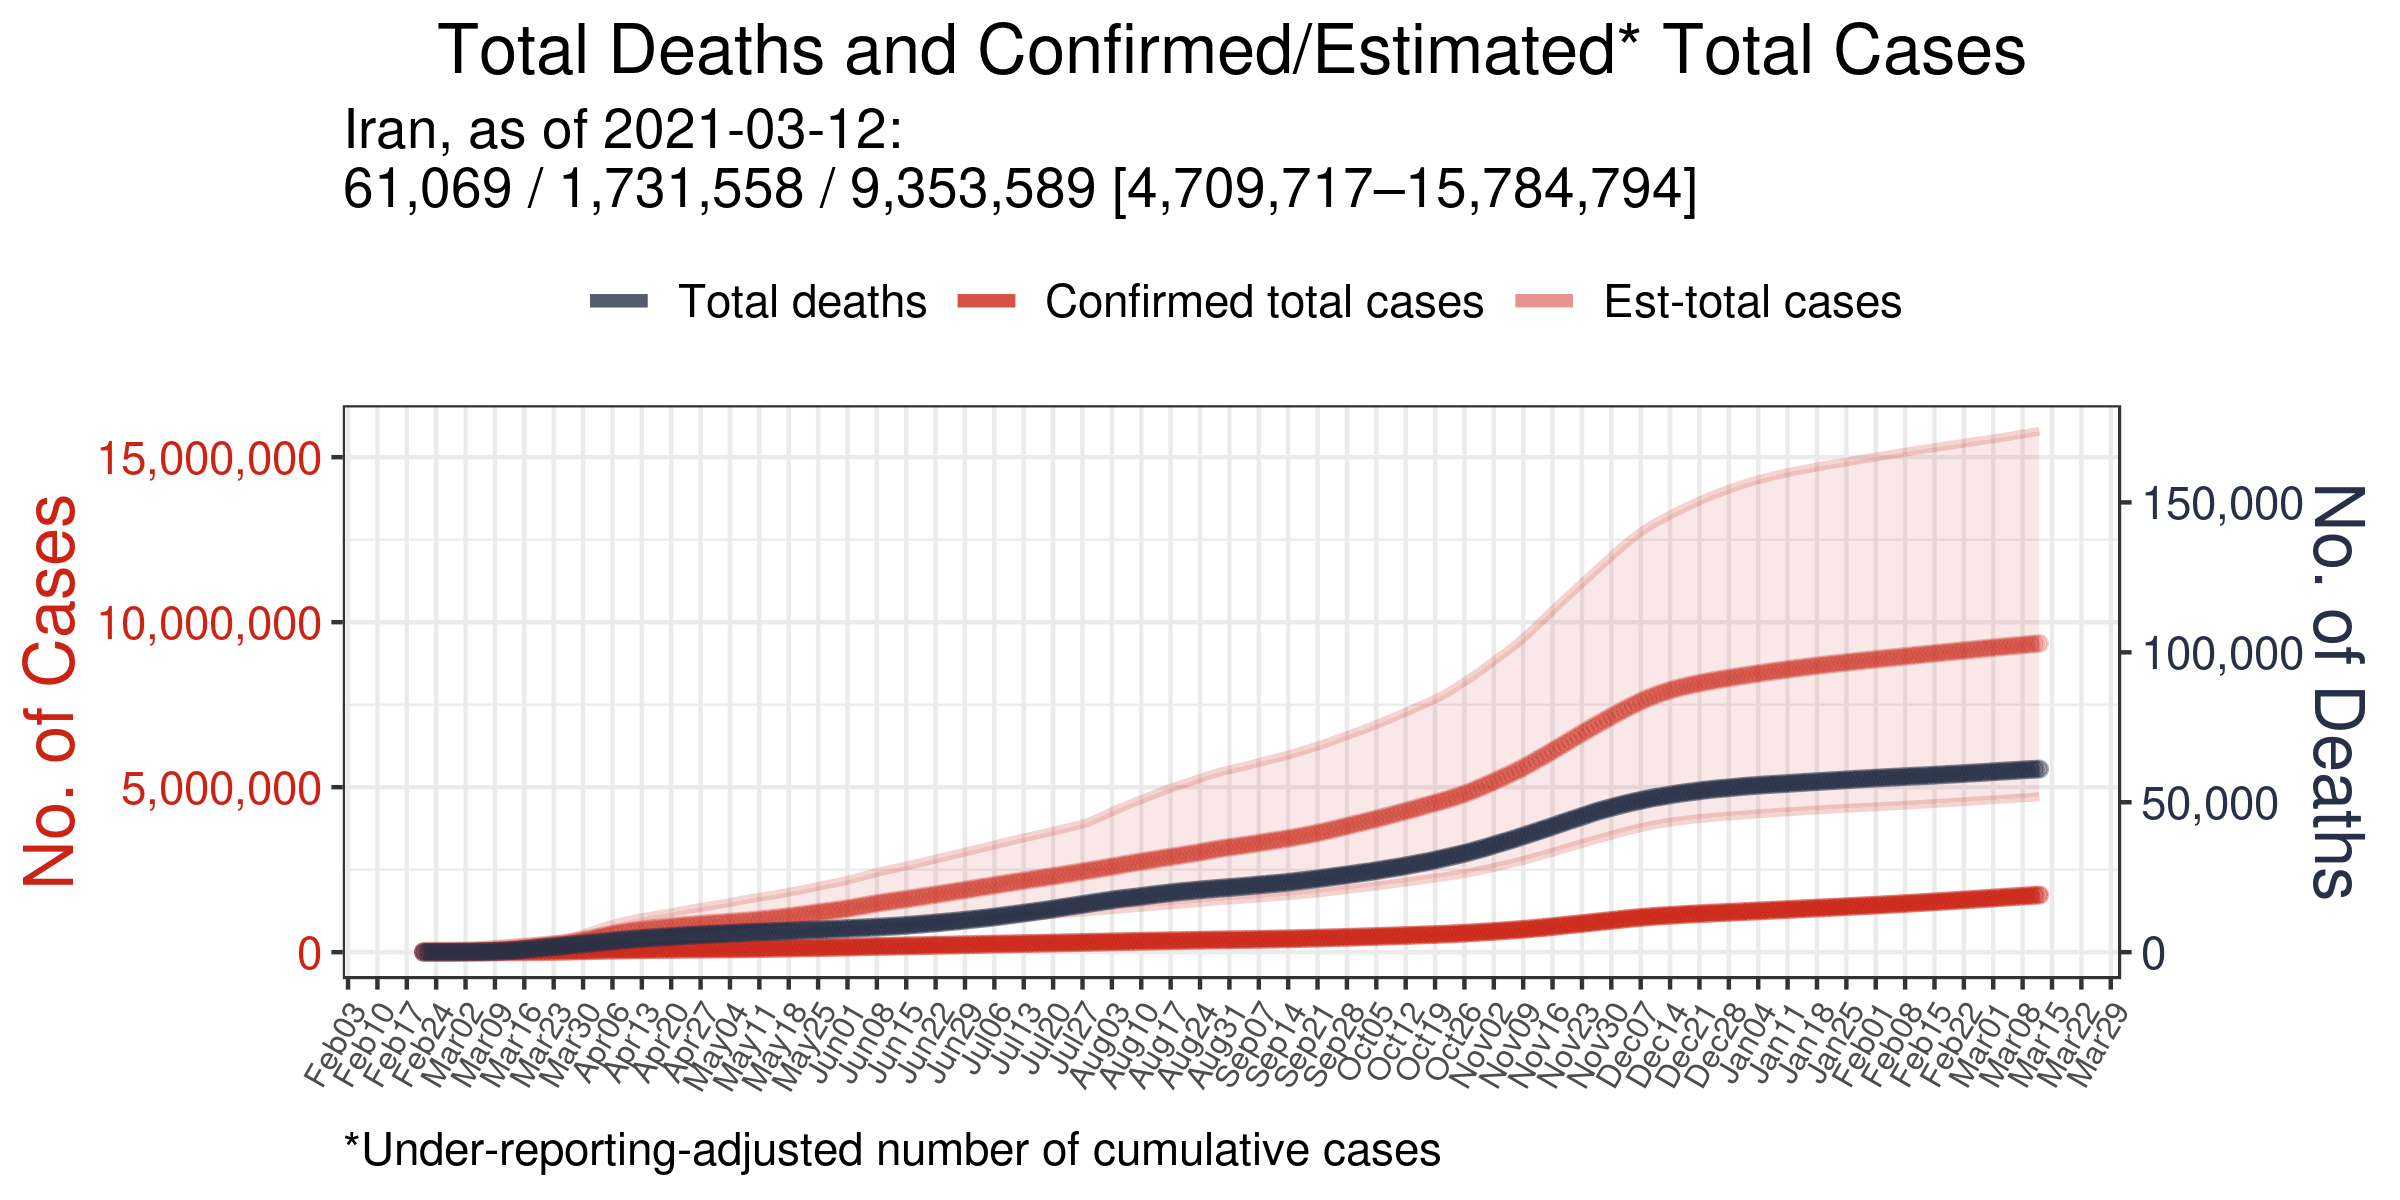 Total Deaths and Confirmed/Estimated* Total Cases
Iran, as of 2021-03-12:
61,069 / 1,731,558 / 9,353,589 [4,709,717–15,784,794]
Total deaths
Confirmed total cases
Est-total cases
No. of Cases
15,000,000
10,000,000
5,000,000
0
150,000
100,000
50,000
0
No. of Deaths
Feb03
Feb10
Feb17
Feb24
Mar02
Mar09
Mar16
Mar23
Mar30
Apr06
Apr13
Apr20
Apr27
May04
May11
May18
May25
Jun01
Jun08
Jun15
Jun22
Jun29
Jul06
Jul13
Jul20
Jul27
Aug03
Aug10
Aug17
Aug24
Aug31
Sep07
Sep14
Sep21
Sep28
Oct05
Oct12
Oct19
Oct26
Nov02
Nov09
Nov16
Nov23
Nov30
Dec07
Dec14
Dec21
Dec28
Jan04
Jan11
Jan18
Jan25
Feb01
Feb08
Feb15
Feb22
Mar01
Mar08
Mar15
Mar22
Mar29
*Under-reporting-adjusted number of cumulative cases